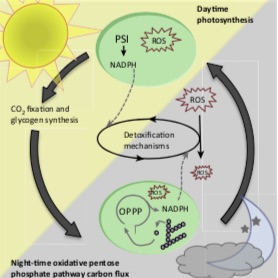 Daytime
photosynthesis
PSI
ROS
NADPH
CO₂ fixation and
glycogen synthesis
ROS
Detoxification
mechanisms
ROS
ROS
OPPP
NADPH
Night-time oxidative pentose
phosphate pathway carbon flux